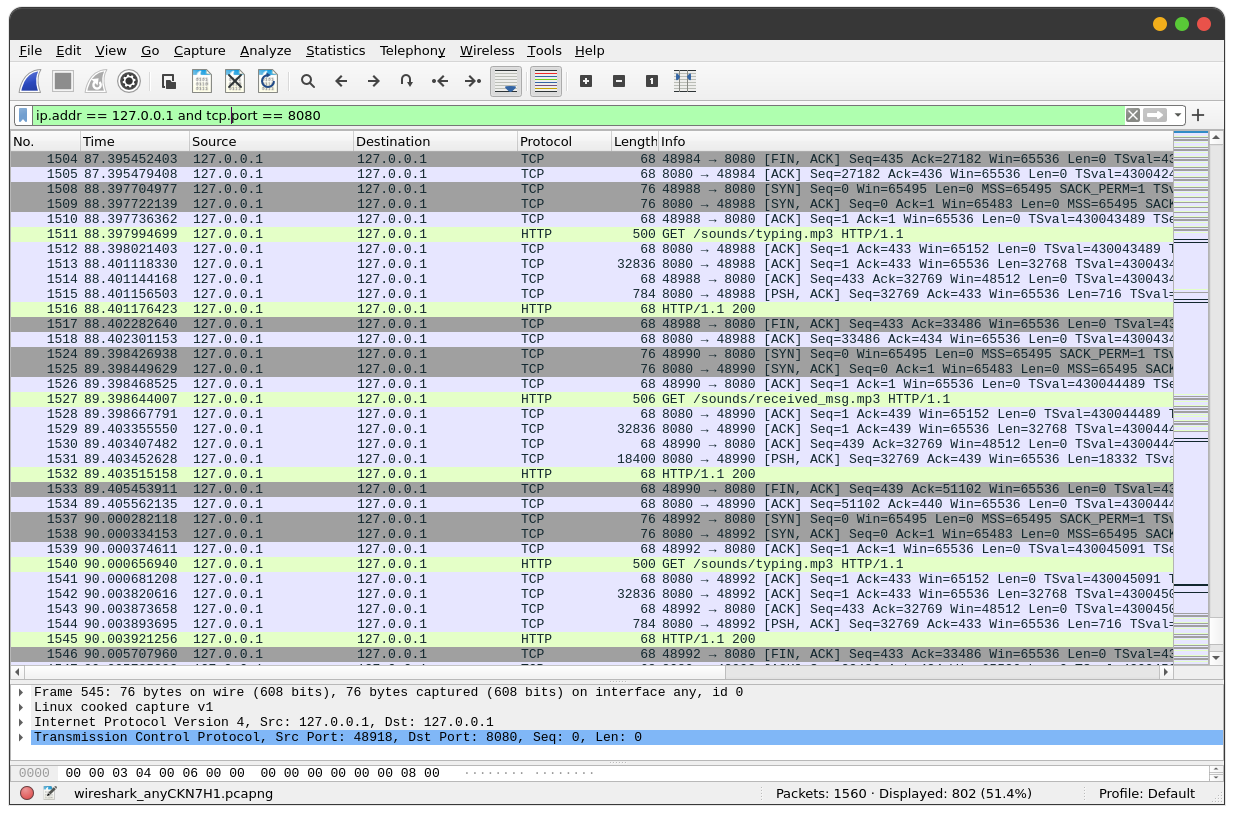 File Edit View Go Capture Analyze Statistics Telephony Wireless Tools Help
ip.addr == 127.0.0.1 and tcp.port == 8080
No. Time Source Destination Protocol Length Info
1504 87.395452403 127.0.0.1 127.0.0.1 TCP 68 48984 → 8080 [FIN, ACK] Seq=435 Ack=27182 Win=65536 Len=0 TSval=43
1505 87.395479408 127.0.0.1 127.0.0.1 TCP 68 8080 → 48984 [ACK] Seq=27182 Ack=436 Win=65536 Len=0 TSval=4300424
1508 88.397704977 127.0.0.1 127.0.0.1 TCP 76 48988 → 8080 [SYN] Seq=0 Win=65495 Len=0 MSS=65495 SACK_PERM=1 TSv
1509 88.397722139 127.0.0.1 127.0.0.1 TCP 76 8080 → 48988 [SYN, ACK] Seq=0 Ack=1 Win=65483 Len=0 MSS=65495 SACK
1510 88.397736362 127.0.0.1 127.0.0.1 TCP 68 48988 → 8080 [ACK] Seq=1 Ack=1 Win=65536 Len=0 TSval=430043489 TSe
1511 88.397994699 127.0.0.1 127.0.0.1 HTTP 500 GET /sounds/typing.mp3 HTTP/1.1
1512 88.398021403 127.0.0.1 127.0.0.1 TCP 68 8080 → 48988 [ACK] Seq=1 Ack=433 Win=65152 Len=0 TSval=430043489 T
1513 88.401118330 127.0.0.1 127.0.0.1 TCP 32836 8080 → 48988 [ACK] Seq=1 Ack=433 Win=65536 Len=32768 TSval=4300434
1514 88.401144168 127.0.0.1 127.0.0.1 TCP 68 48988 → 8080 [ACK] Seq=433 Ack=32769 Win=48512 Len=0 TSval=4300434
1515 88.401156503 127.0.0.1 127.0.0.1 TCP 784 8080 → 48988 [PSH, ACK] Seq=32769 Ack=433 Win=65536 Len=716 TSval=
1516 88.401176423 127.0.0.1 127.0.0.1 HTTP 68 HTTP/1.1 200
1517 88.402282640 127.0.0.1 127.0.0.1 TCP 68 48988 → 8080 [FIN, ACK] Seq=433 Ack=33486 Win=65536 Len=0 TSval=43
1518 88.402301153 127.0.0.1 127.0.0.1 TCP 68 8080 → 48988 [ACK] Seq=33486 Ack=434 Win=65536 Len=0 TSval=4300434
1524 89.398426938 127.0.0.1 127.0.0.1 TCP 76 48990 → 8080 [SYN] Seq=0 Win=65495 Len=0 MSS=65495 SACK_PERM=1 TSv
1525 89.398449629 127.0.0.1 127.0.0.1 TCP 76 8080 → 48990 [SYN, ACK] Seq=0 Ack=1 Win=65483 Len=0 MSS=65495 SACK
1526 89.398468525 127.0.0.1 127.0.0.1 TCP 68 48990 → 8080 [ACK] Seq=1 Ack=1 Win=65536 Len=0 TSval=430044489 TSe
1527 89.398644007 127.0.0.1 127.0.0.1 HTTP 506 GET /sounds/received_msg.mp3 HTTP/1.1
1528 89.398667791 127.0.0.1 127.0.0.1 TCP 68 8080 → 48990 [ACK] Seq=1 Ack=439 Win=65152 Len=0 TSval=430044489 T
1529 89.403355550 127.0.0.1 127.0.0.1 TCP 32836 8080 → 48990 [ACK] Seq=1 Ack=439 Win=65536 Len=32768 TSval=4300444
1530 89.403407482 127.0.0.1 127.0.0.1 TCP 68 48990 → 8080 [ACK] Seq=439 Ack=32769 Win=48512 Len=0 TSval=4300444
1531 89.403452628 127.0.0.1 127.0.0.1 TCP 18400 8080 → 48990 [PSH, ACK] Seq=32769 Ack=439 Win=65536 Len=18332 TSva
1532 89.403515158 127.0.0.1 127.0.0.1 HTTP 68 HTTP/1.1 200
1533 89.405453911 127.0.0.1 127.0.0.1 TCP 68 48990 → 8080 [FIN, ACK] Seq=439 Ack=51102 Win=65536 Len=0 TSval=43
1534 89.405562135 127.0.0.1 127.0.0.1 TCP 68 8080 → 48990 [ACK] Seq=51102 Ack=440 Win=65536 Len=0 TSval=4300444
1537 90.000282118 127.0.0.1 127.0.0.1 TCP 76 48992 → 8080 [SYN] Seq=0 Win=65495 Len=0 MSS=65495 SACK_PERM=1 TSv
1538 90.000334153 127.0.0.1 127.0.0.1 TCP 76 8080 → 48992 [SYN, ACK] Seq=0 Ack=1 Win=65483 Len=0 MSS=65495 SACK
1539 90.000374611 127.0.0.1 127.0.0.1 TCP 68 48992 → 8080 [ACK] Seq=1 Ack=1 Win=65536 Len=0 TSval=430045091 TSe
1540 90.000656940 127.0.0.1 127.0.0.1 HTTP 500 GET /sounds/typing.mp3 HTTP/1.1
1541 90.000681208 127.0.0.1 127.0.0.1 TCP 68 8080 → 48992 [ACK] Seq=1 Ack=433 Win=65152 Len=0 TSval=430045091 T
1542 90.003820616 127.0.0.1 127.0.0.1 TCP 32836 8080 → 48992 [ACK] Seq=1 Ack=433 Win=65536 Len=32768 TSval=4300450
1543 90.003873658 127.0.0.1 127.0.0.1 TCP 68 48992 → 8080 [ACK] Seq=433 Ack=32769 Win=48512 Len=0 TSval=4300450
1544 90.003893695 127.0.0.1 127.0.0.1 TCP 784 8080 → 48992 [PSH, ACK] Seq=32769 Ack=433 Win=65536 Len=716 TSval=
1545 90.003921256 127.0.0.1 127.0.0.1 HTTP 68 HTTP/1.1 200
1546 90.005707960 127.0.0.1 127.0.0.1 TCP 68 48992 → 8080 [FIN, ACK] Seq=433 Ack=33486 Win=65536 Len=0 TSval=43
Frame 545: 76 bytes on wire (608 bits), 76 bytes captured (608 bits) on interface any, id 0
Linux cooked capture v1
Internet Protocol Version 4, Src: 127.0.0.1, Dst: 127.0.0.1
Transmission Control Protocol, Src Port: 48918, Dst Port: 8080, Seq: 0, Len: 0
0000 00 00 03 04 00 06 00 00 00 00 00 00 00 00 08 00 ········ ········
wireshark_anyCKN7H1.pcapng Packets: 1560 · Displayed: 802 (51.4%) Profile: Default